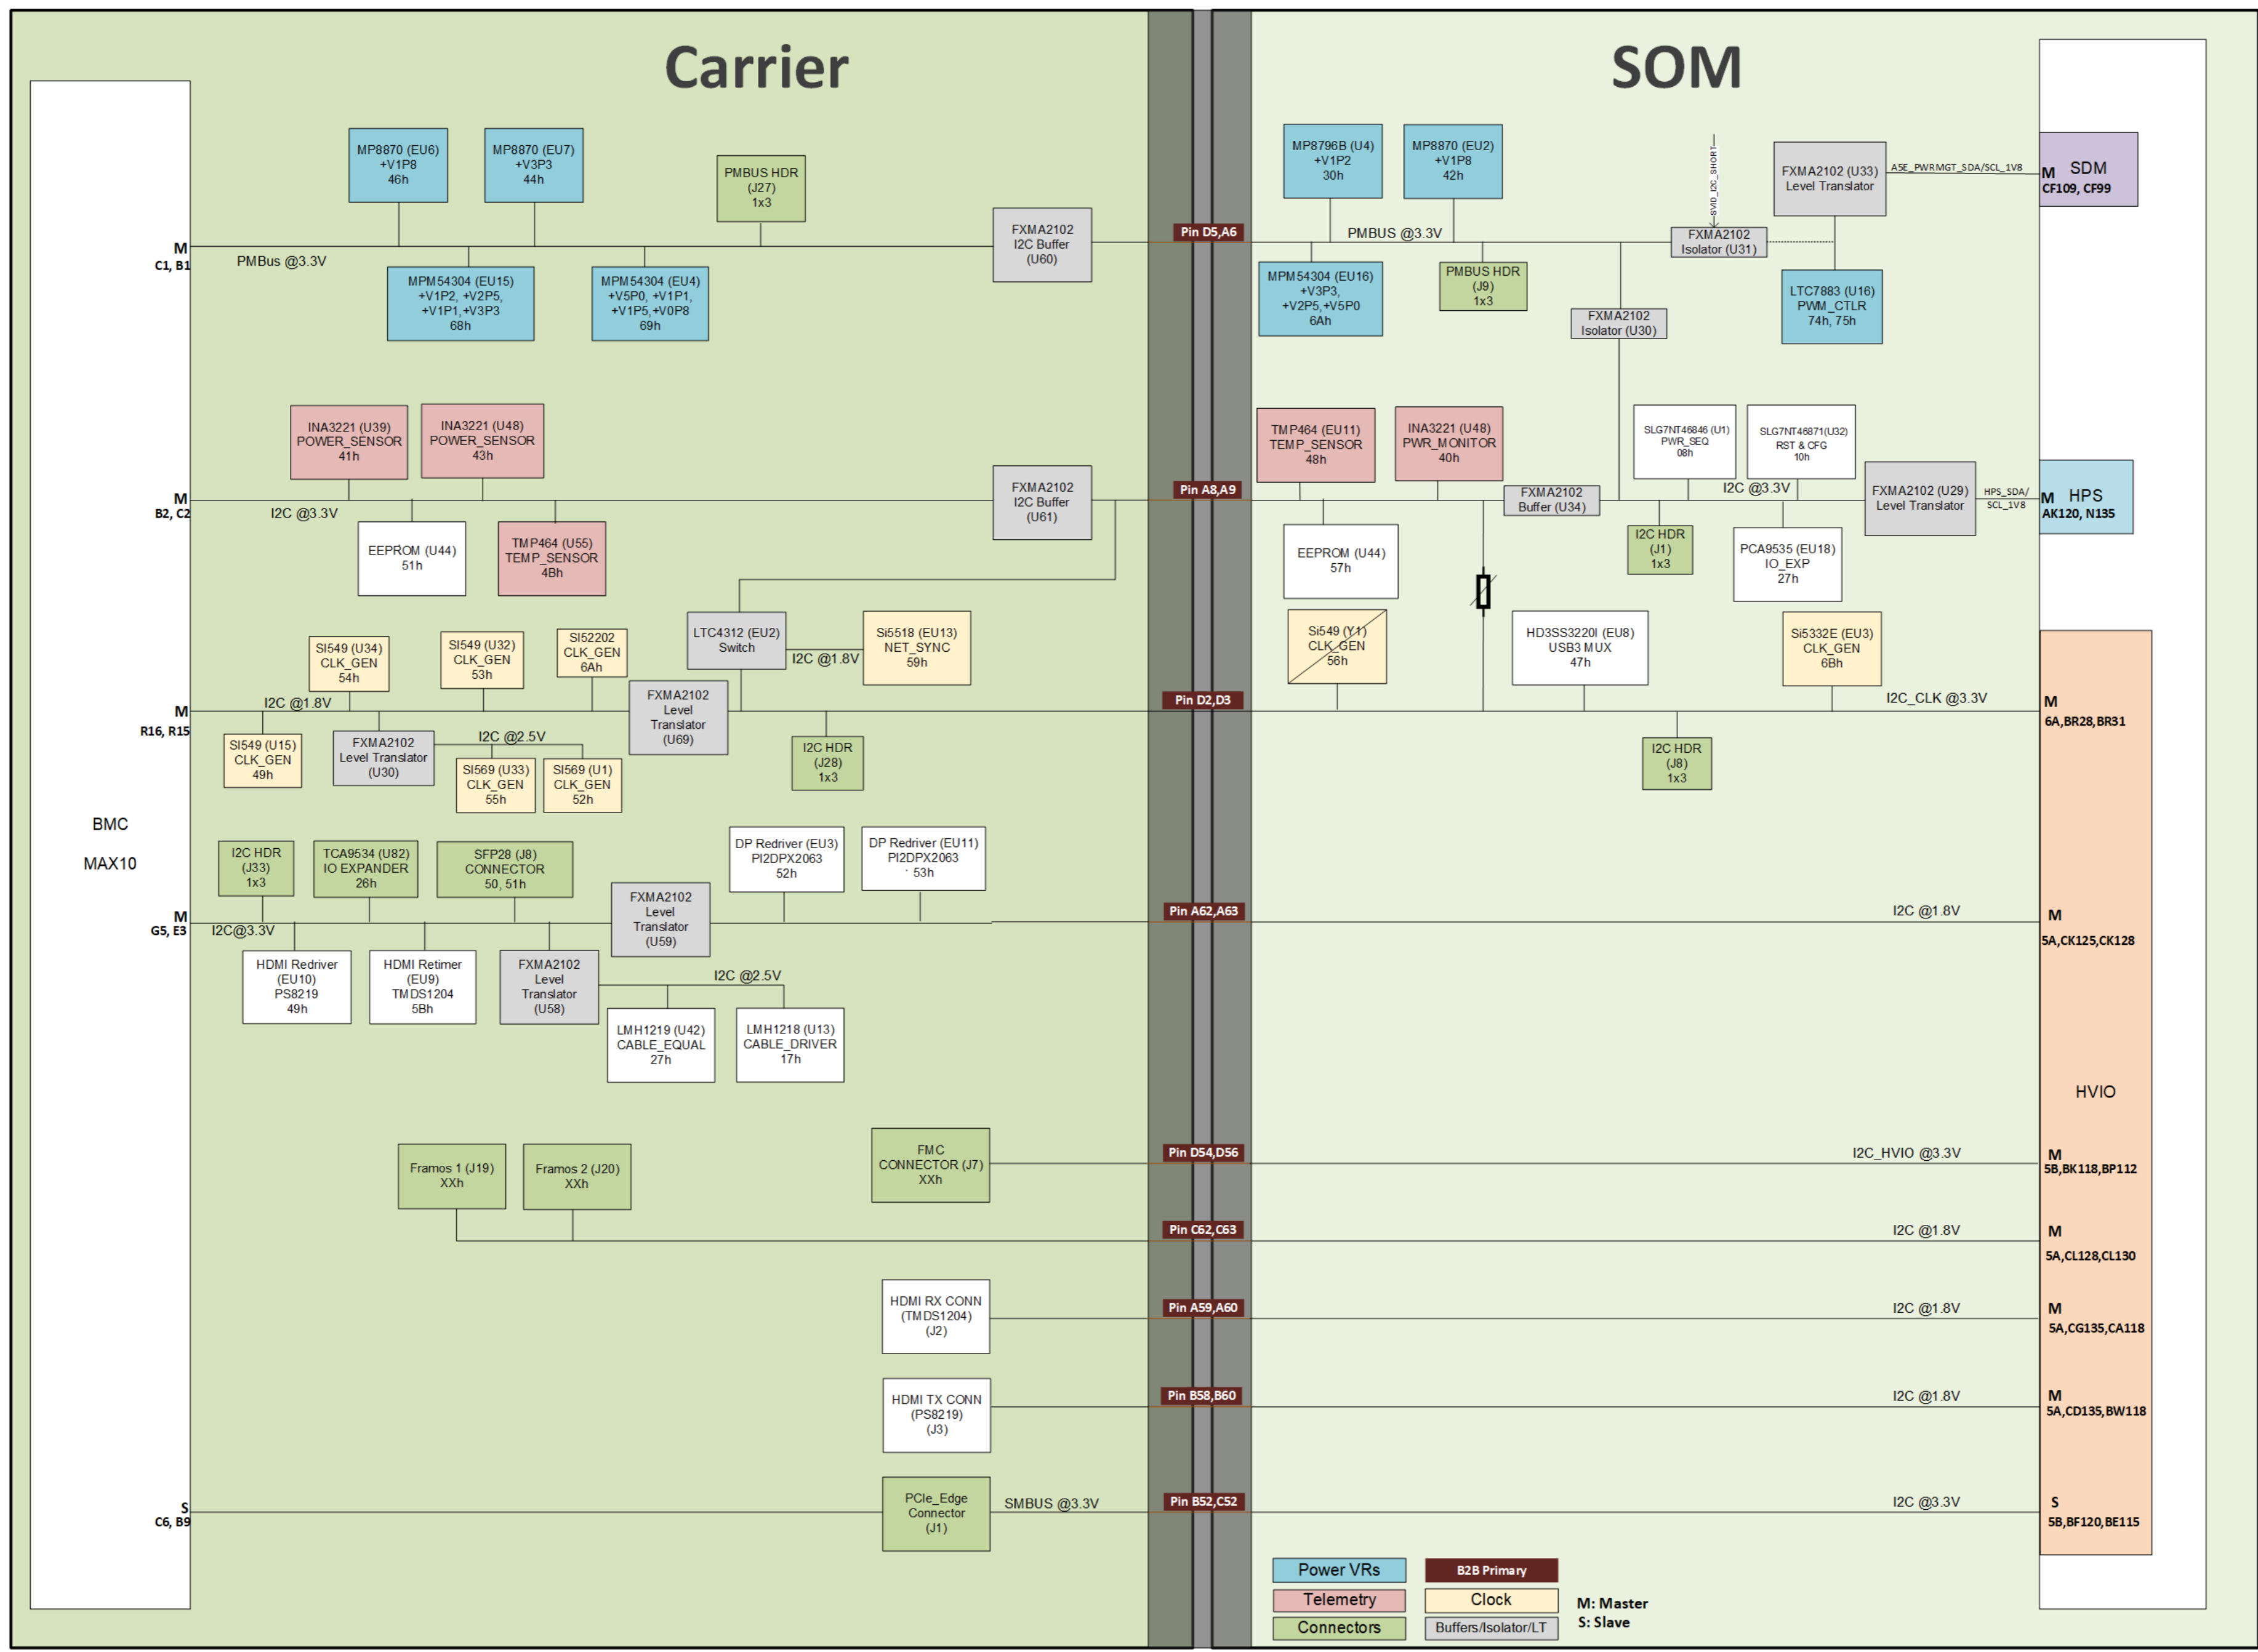 Carrier
SOM
MP8870 (EU6)
+V1P8
46h
MP8870 (EU7)
+V3P3
44h
PMBUS HDR
(J27)
1x3
FXMA2102
I2C Buffer
(U60)
M
C1, B1
PMBus @3.3V
MPM54304 (EU15)
+V1P2, +V2P5,
+V1P1, +V3P3
68h
MPM54304 (EU4)
+V5P0, +V1P1,
+V1P5, +V0P8
69h
Pin D5,A6
MP8796B (U4)
+V1P2
30h
MP8870 (EU2)
+V1P8
42h
PMBUS @3.3V
SVID_I2C_SHORT
FXMA2102
Isolator (U31)
FXMA2102 (U33)
Level Translator
A5E_PWRMGT_SDA/SCL_1V8
M SDM
CF109, CF99
MPM54304 (EU16)
+V3P3,
+V2P5,+V5P0
6Ah
PMBUS HDR
(J9)
1x3
FXMA2102
Isolator (U30)
LTC7883 (U16)
PWM_CTLR
74h, 75h
INA3221 (U39)
POWER_SENSOR
41h
INA3221 (U48)
POWER_SENSOR
43h
FXMA2102
I2C Buffer
(U61)
M
B2, C2
I2C @3.3V
EEPROM (U44)
51h
TMP464 (U55)
TEMP_SENSOR
4Bh
Pin A8,A9
TMP464 (EU11)
TEMP_SENSOR
48h
INA3221 (U48)
PWR_MONITOR
40h
SLG7NT46846 (U1)
PWR_SEQ
08h
SLG7NT46871(U32)
RST & CFG
10h
I2C @3.3V
FXMA2102
Buffer (U34)
FXMA2102 (U29)
Level Translator
HPS_SDA/
SCL_1V8
M HPS
AK120, N135
EEPROM (U44)
57h
I2C HDR
(J1)
1x3
PCA9535 (EU18)
IO_EXP
27h
SI549 (U34)
CLK_GEN
54h
SI549 (U32)
CLK_GEN
53h
SI52202
CLK_GEN
6Ah
LTC4312 (EU2)
Switch
I2C @1.8V
Si5518 (EU13)
NET_SYNC
59h
M
R16, R15
I2C @1.8V
SI549 (U15)
CLK_GEN
49h
FXMA2102
Level Translator
(U30)
I2C @2.5V
SI569 (U33)
CLK_GEN
55h
SI569 (U1)
CLK_GEN
52h
FXMA2102
Level
Translator
(U69)
I2C HDR
(J28)
1x3
Pin D2,D3
Si549 (Y1)
CLK_GEN
56h
HD3SS3220I (EU8)
USB3 MUX
47h
Si5332E (EU3)
CLK_GEN
6Bh
I2C_CLK @3.3V
M
6A,BR28,BR31
I2C HDR
(J8)
1x3
BMC
MAX10
I2C HDR
(J33)
1x3
TCA9534 (U82)
IO EXPANDER
26h
SFP28 (J8)
CONNECTOR
50, 51h
FXMA2102
Level
Translator
(U59)
DP Redriver (EU3)
PI2DPX2063
52h
DP Redriver (EU11)
PI2DPX2063
53h
M
G5, E3
I2C@3.3V
HDMI Redriver
(EU10)
PS8219
49h
HDMI Retimer
(EU9)
TMDS1204
5Bh
FXMA2102
Level
Translator
(U58)
I2C @2.5V
LMH1219 (U42)
CABLE_EQUAL
27h
LMH1218 (U13)
CABLE_DRIVER
17h
Pin A62,A63
I2C @1.8V
M
5A,CK125,CK128
HVIO
Framos 1 (J19)
XXh
Framos 2 (J20)
XXh
FMC
CONNECTOR (J7)
XXh
Pin D54,D56
I2C_HVIO @3.3V
M
5B,BK118,BP112
Pin C62,C63
I2C @1.8V
M
5A,CL128,CL130
HDMI RX CONN
(TMDS1204)
(J2)
Pin A59,A60
I2C @1.8V
M
5A,CG135,CA118
HDMI TX CONN
(PS8219)
(J3)
Pin B58,B60
I2C @1.8V
M
5A,CD135,BW118
S
C6, B9
PCIe_Edge
Connector
(J1)
SMBUS @3.3V
Pin B52,C52
I2C @3.3V
S
5B,BF120,BE115
Power VRs
B2B Primary
Telemetry
Clock
Connectors
Buffers/Isolator/LT
M: Master
S: Slave